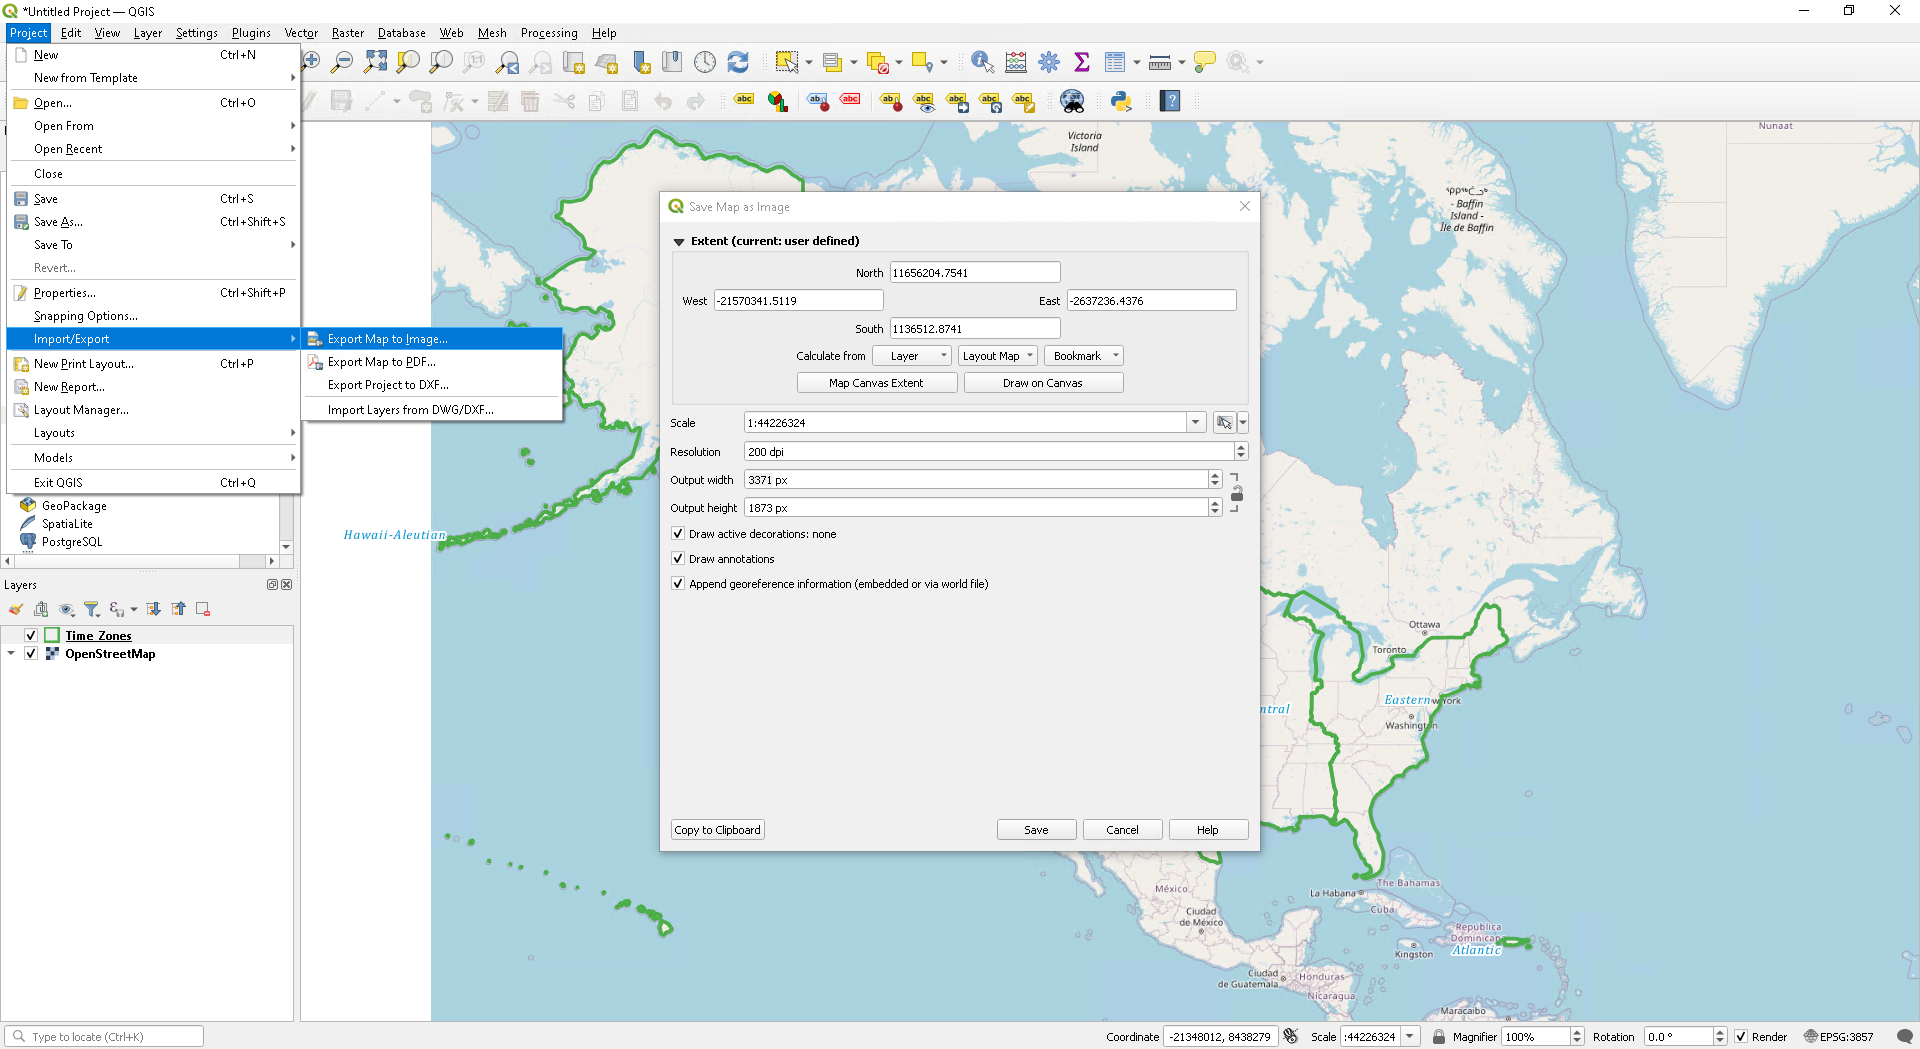 *Untitled Project — QGIS
Project Edit View Layer Settings Plugins Vector Raster Database Web Mesh Processing Help
New Ctrl+N
New from Template
Open... Ctrl+O
Open From
Open Recent
Close
Save Ctrl+S
Save As... Ctrl+Shift+S
Save To
Revert...
Properties... Ctrl+Shift+P
Snapping Options...
Import/Export
New Print Layout... Ctrl+P
New Report...
Layout Manager...
Layouts
Models
Exit QGIS Ctrl+Q
Export Map to Image...
Export Map to PDF...
Export Project to DXF...
Import Layers from DWG/DXF...
GeoPackage
SpatiaLite
PostgreSQL
Layers
Time Zones
OpenStreetMap
Save Map as Image
Extent (current: user defined)
North 11656204.7541
West -21570341.5119 East -2637236.4376
South 1136512.8741
Calculate from Layer Layout Map Bookmark
Map Canvas Extent Draw on Canvas
Scale 1:44226324
Resolution 200 dpi
Output width 3371 px
Output height 1873 px
Draw active decorations: none
Draw annotations
Append georeference information (embedded or via world file)
Copy to Clipboard Save Cancel Help
abc abc abc abc abc abc abc abc
Victoria
Island
Nunaat
- Baffin
Island -
Île de Baffin
Hawaii-Aleutian
Ottawa
Toronto
ntral
Eastern
w York
Washington
México
Ciudad
de México
La Habana
The Bahamas
Cuba
República
Dominicana
Atlantic
Kingston
Ciudad
de Guatemala
Honduras
Nicaragua
Maracaibo
Type to locate (Ctrl+K)
Coordinate -21348012, 8438279 Scale :44226324 Magnifier 100% Rotation 0.0 ° Render EPSG:3857